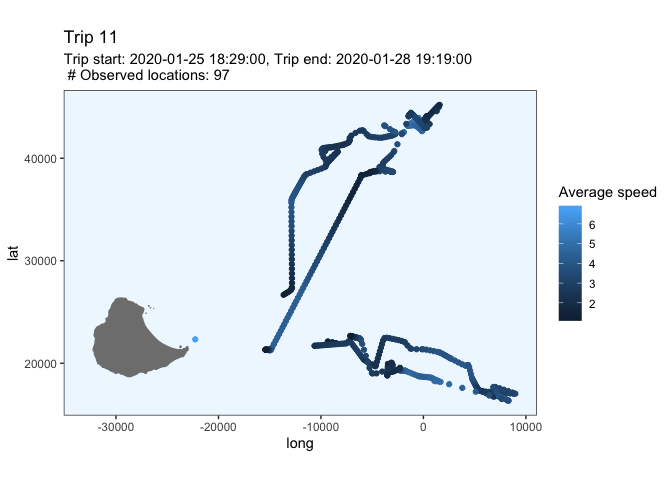 Trip 11
Trip start: 2020-01-25 18:29:00, Trip end: 2020-01-28 19:19:00
# Observed locations: 97
lat
40000
30000
20000
-30000 -20000 -10000 0 10000
long
Average speed
6
5
4
3
2